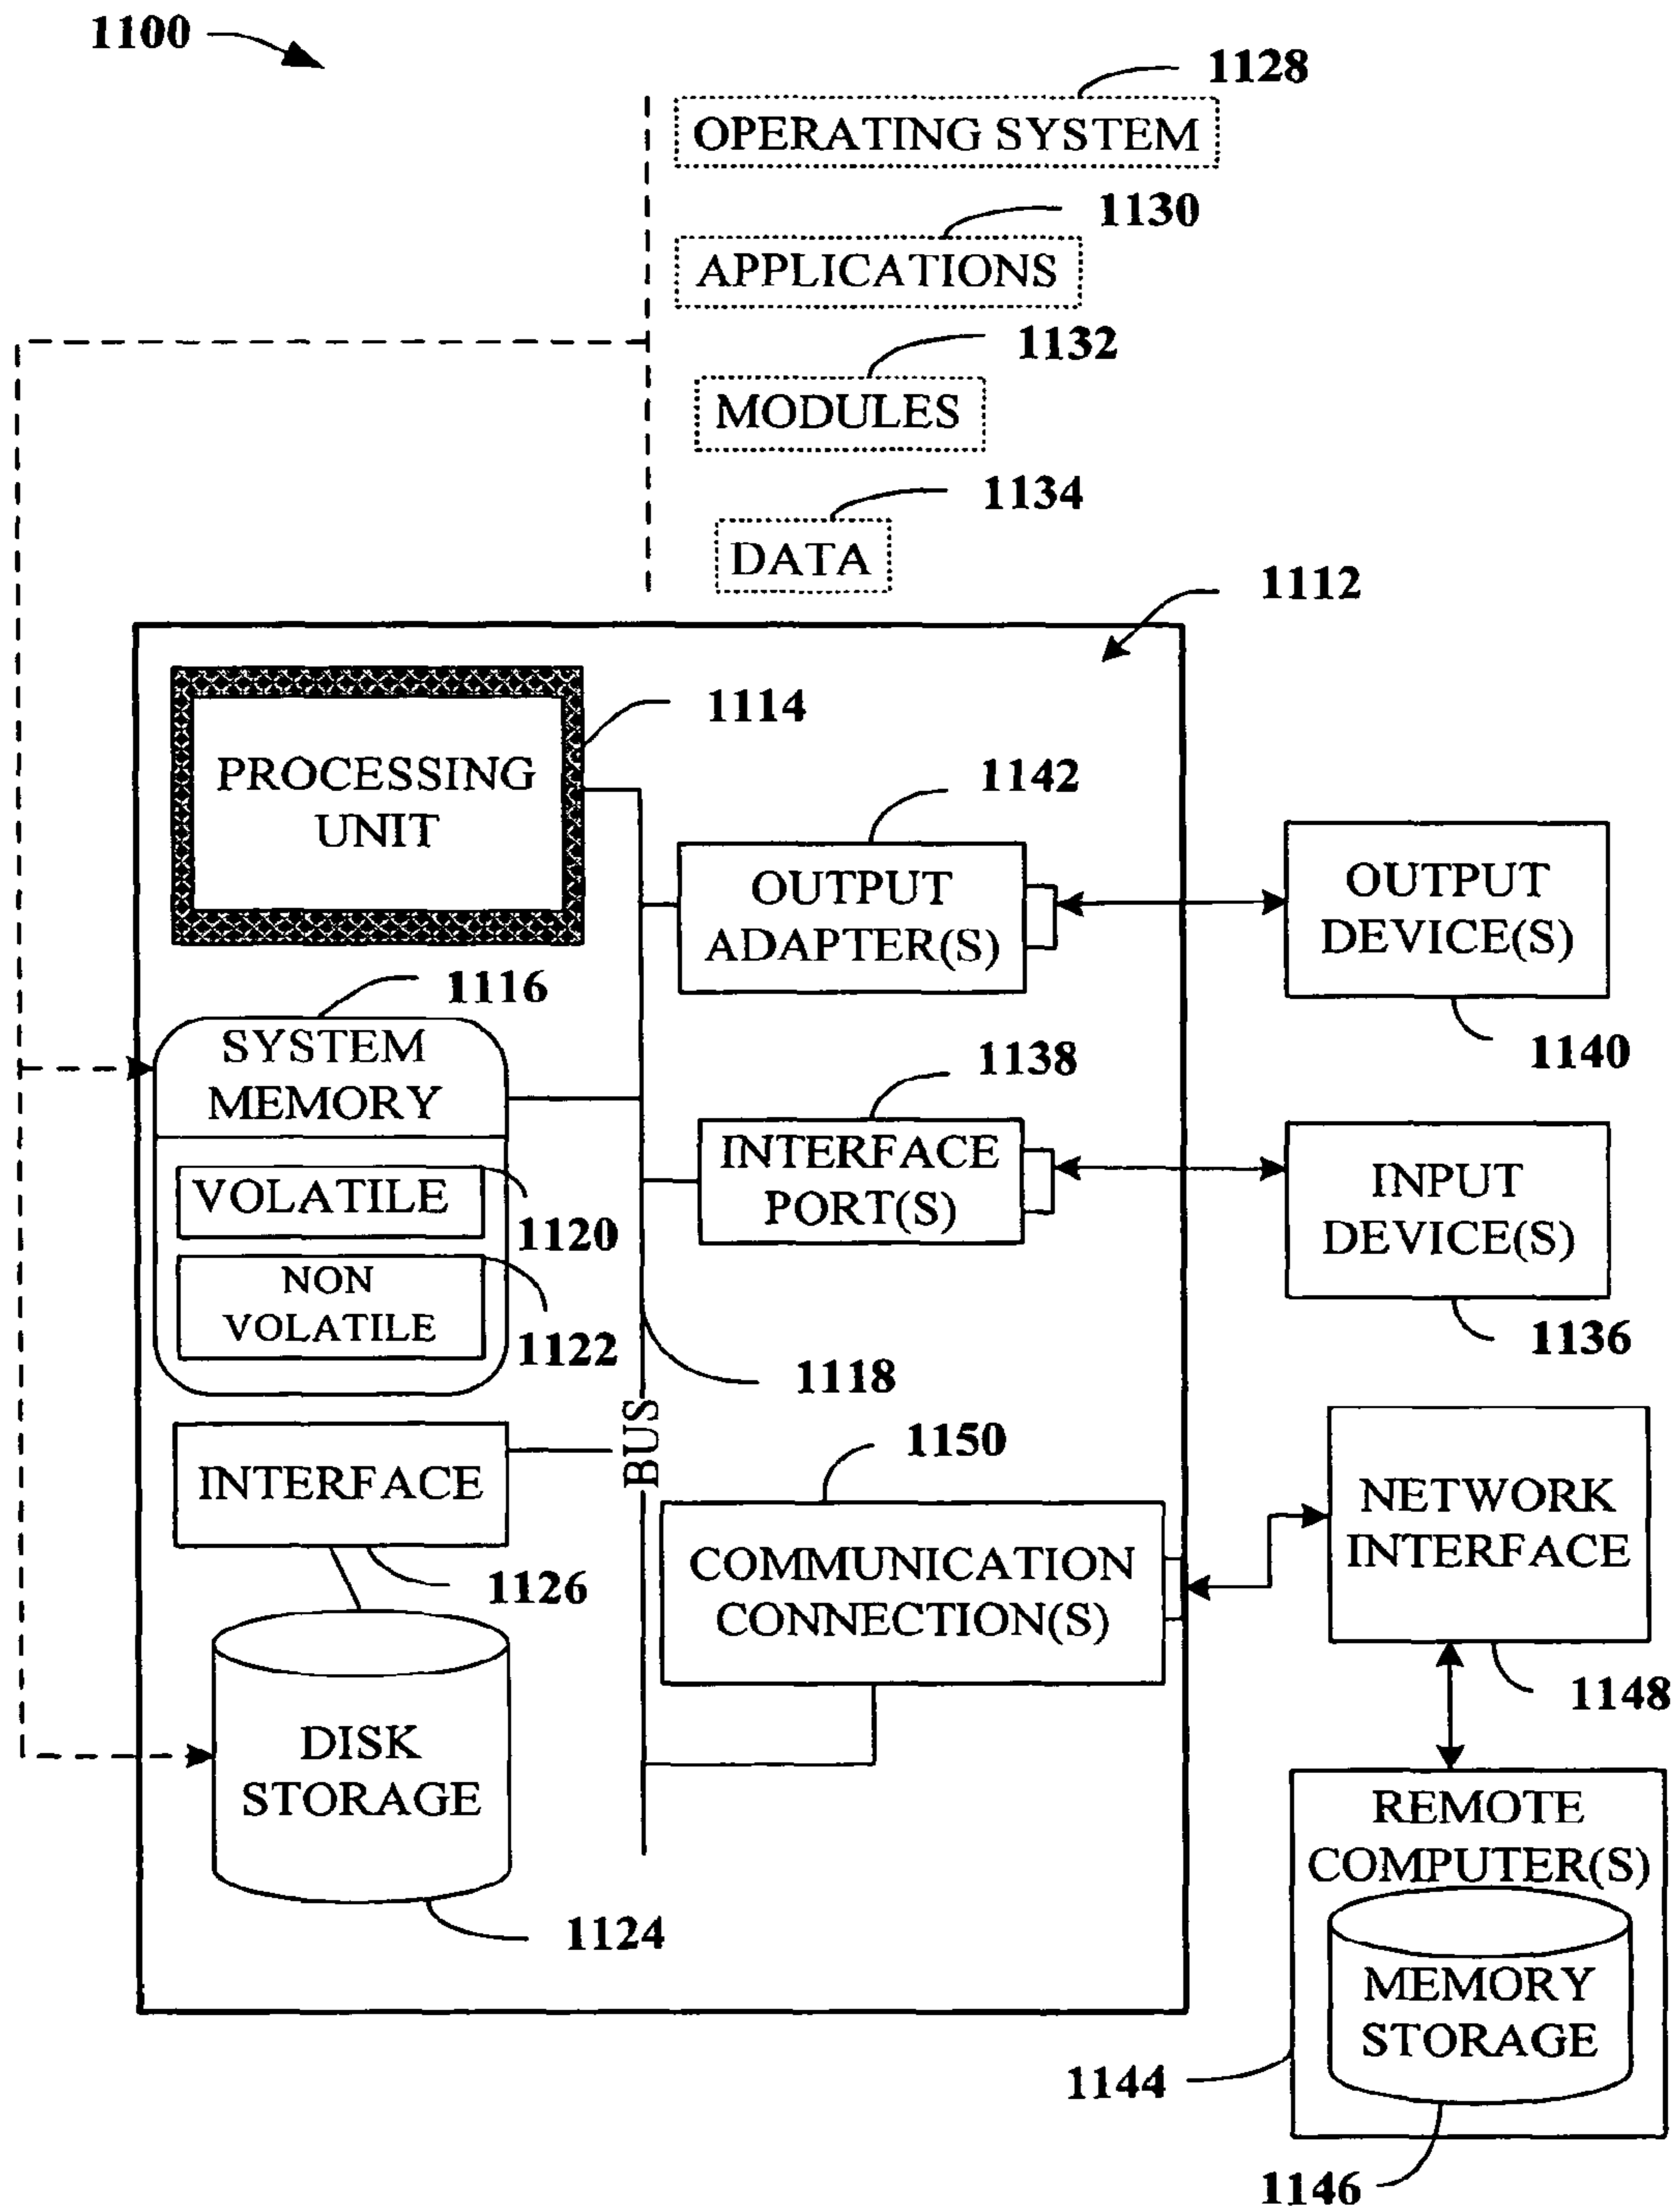 1100
1128
OPERATING SYSTEM
1130
APPLICATIONS
1132
MODULES
1134
DATA
1112
PROCESSING
UNIT
1114
1142
OUTPUT
ADAPTER(S)
OUTPUT
DEVICE(S)
1140
1116
SYSTEM
MEMORY
VOLATILE
1120
NON
VOLATILE
1122
1138
INTERFACE
PORT(S)
INPUT
DEVICE(S)
1136
1118
BUS
INTERFACE
1126
1150
COMMUNICATION
CONNECTION(S)
NETWORK
INTERFACE
1148
DISK
STORAGE
1124
REMOTE
COMPUTER(S)
MEMORY
STORAGE
1144
1146